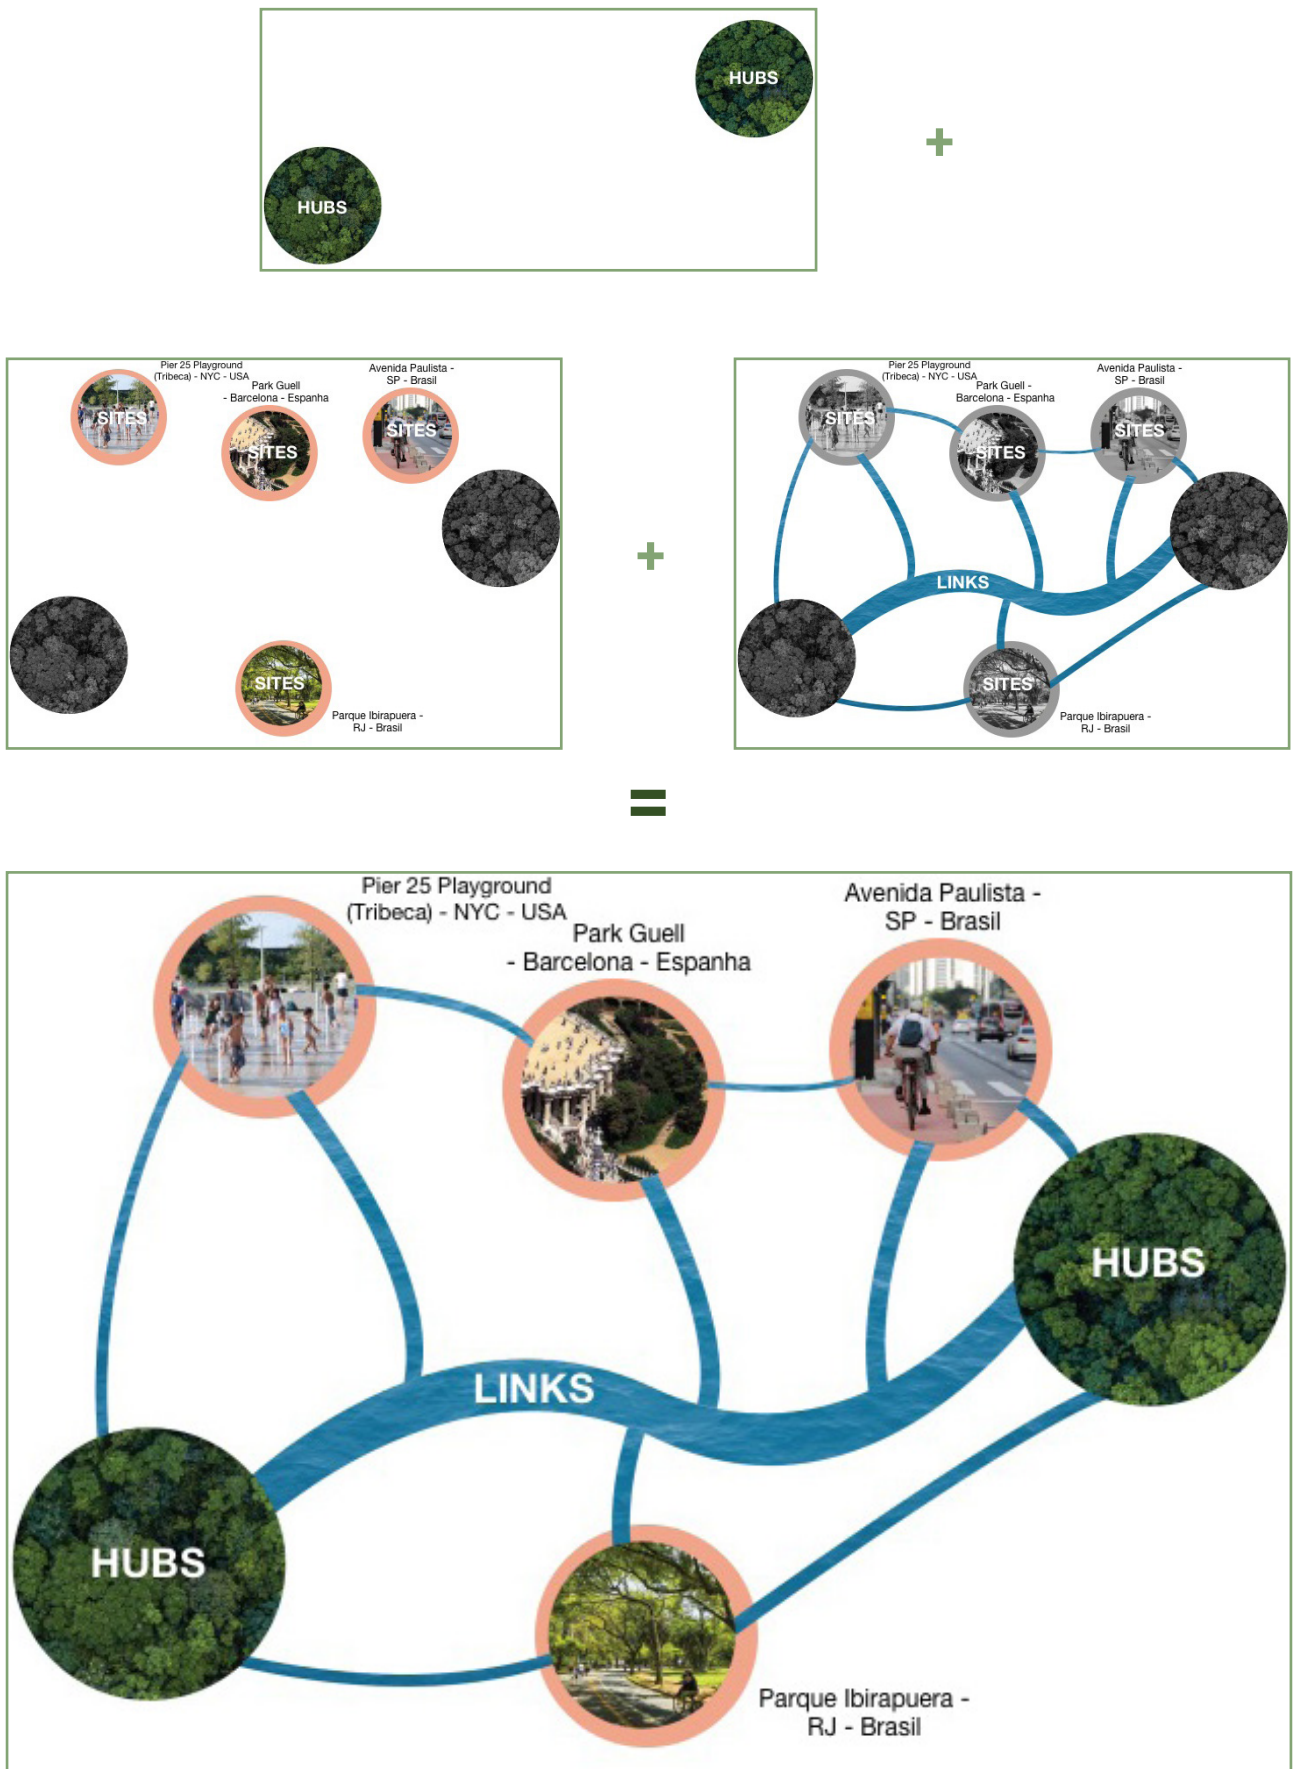 HUBS
HUBS
+
Pier 25 Playground
(Tribeca) - NYC - USA
Park Guell
- Barcelona - Espanha
Avenida Paulista -
SP - Brasil
SITES
SITES
SITES
SITES
Parque Ibirapuera -
RJ - Brasil
+
Pier 25 Playground
(Tribeca) - NYC - USA
Park Guell -
Barcelona - Espanha
Avenida Paulista -
SP - Brasil
SITES
SITES
SITES
LINKS
SITES
Parque Ibirapuera -
RJ - Brasil
=
Pier 25 Playground
(Tribeca) - NYC - USA
Park Guell
- Barcelona - Espanha
Avenida Paulista -
SP - Brasil
HUBS
LINKS
HUBS
Parque Ibirapuera -
RJ - Brasil